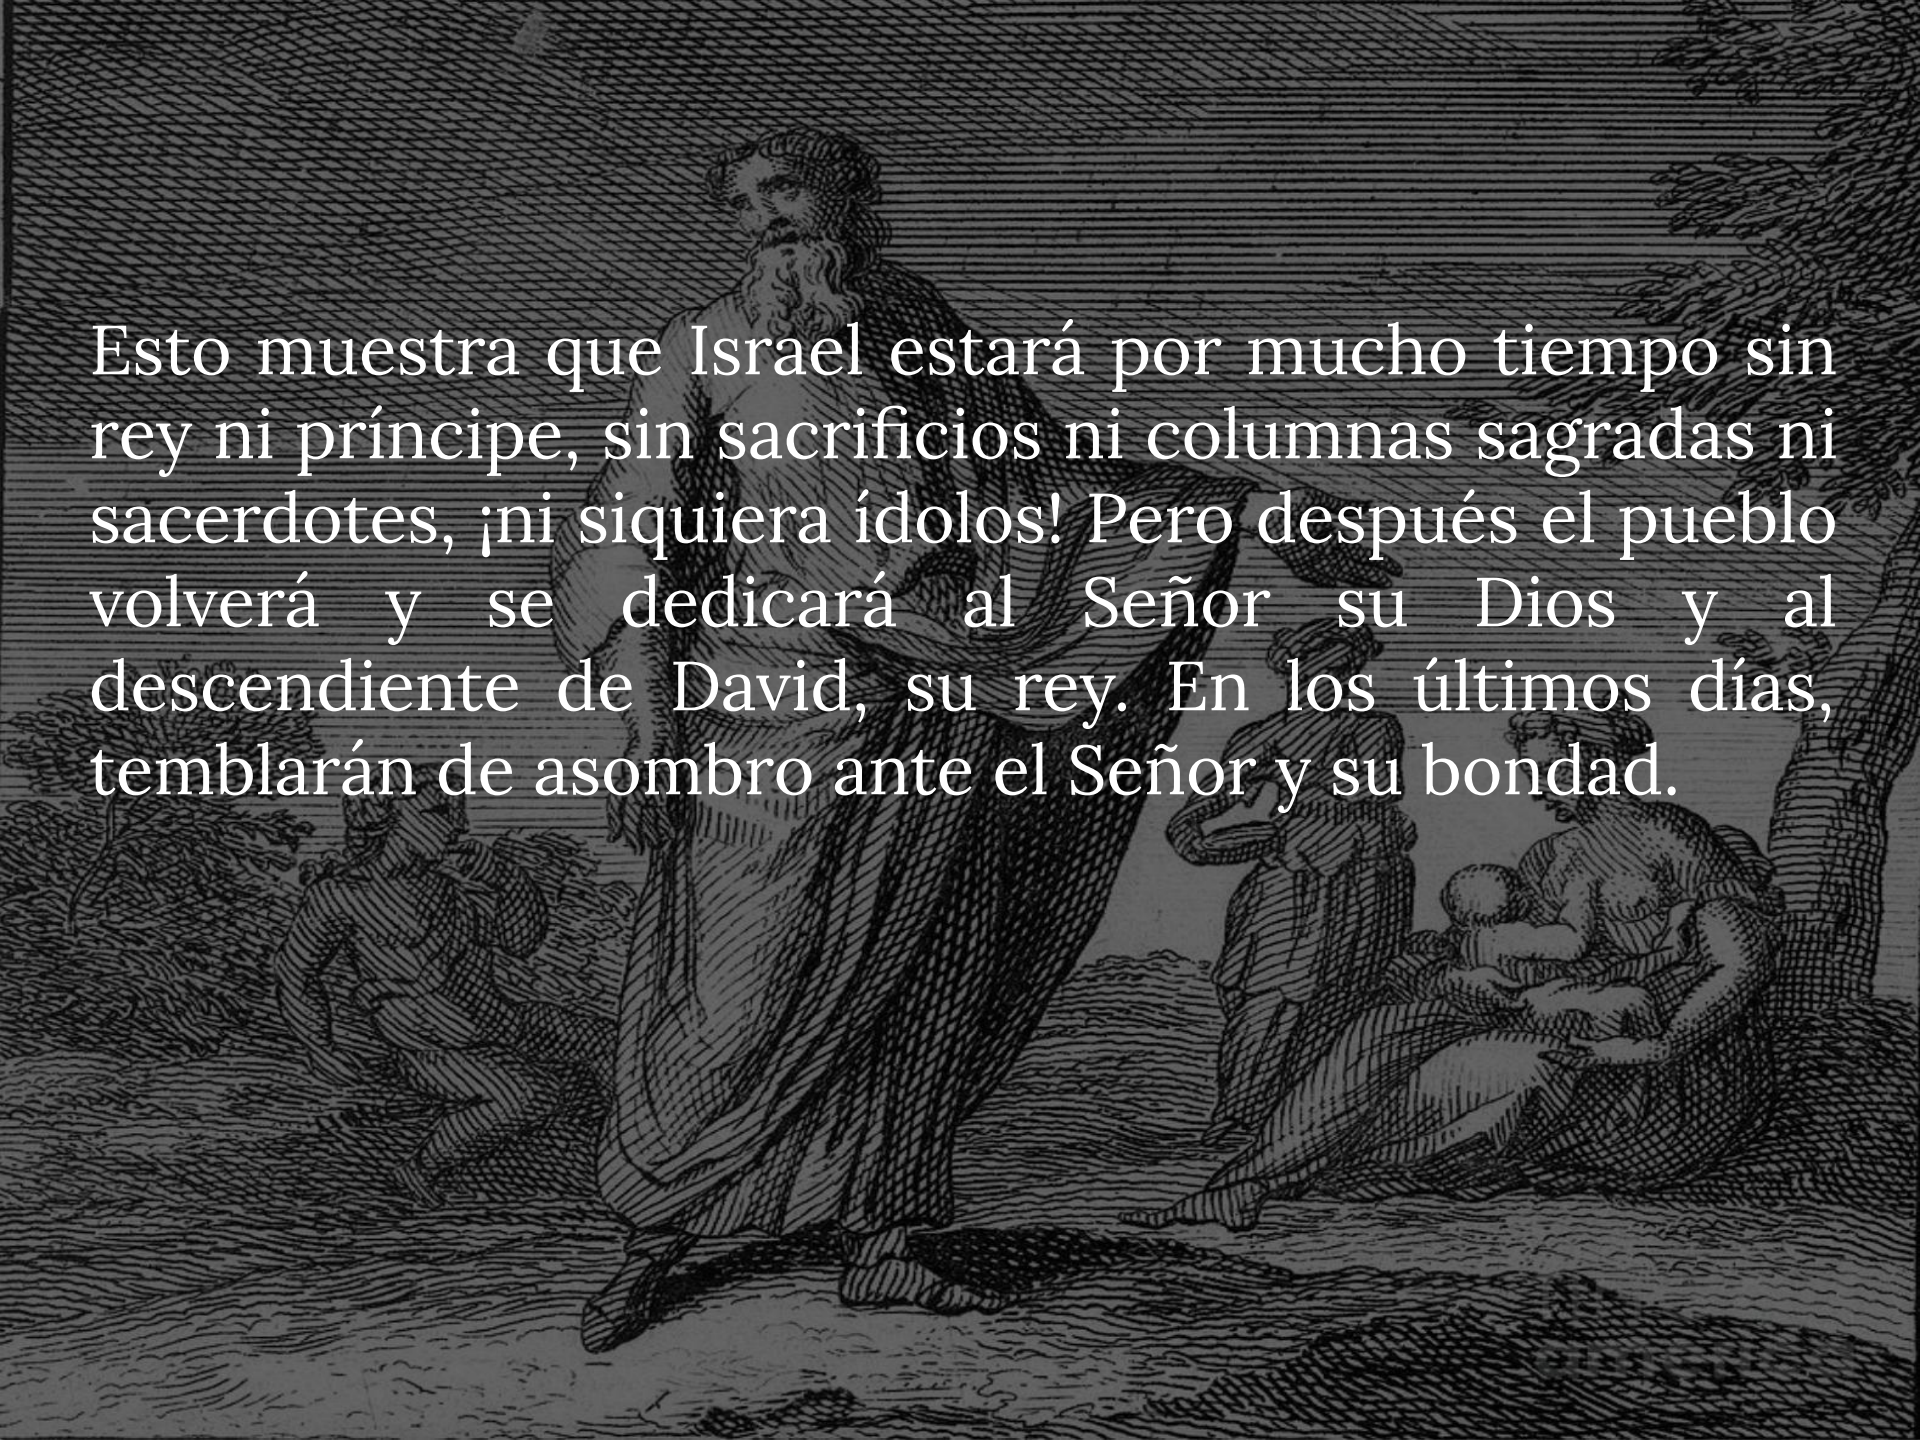 Esto muestra que Israel estará por mucho tiempo sin
rey ni príncipe, sin sacrificios ni columnas sagradas ni
sacerdotes, ¡ni siquiera ídolos! Pero después el pueblo
volverá y se dedicará al Señor su Dios y al
descendiente de David, su rey. En los últimos días,
temblarán de asombro ante el Señor y su bondad.